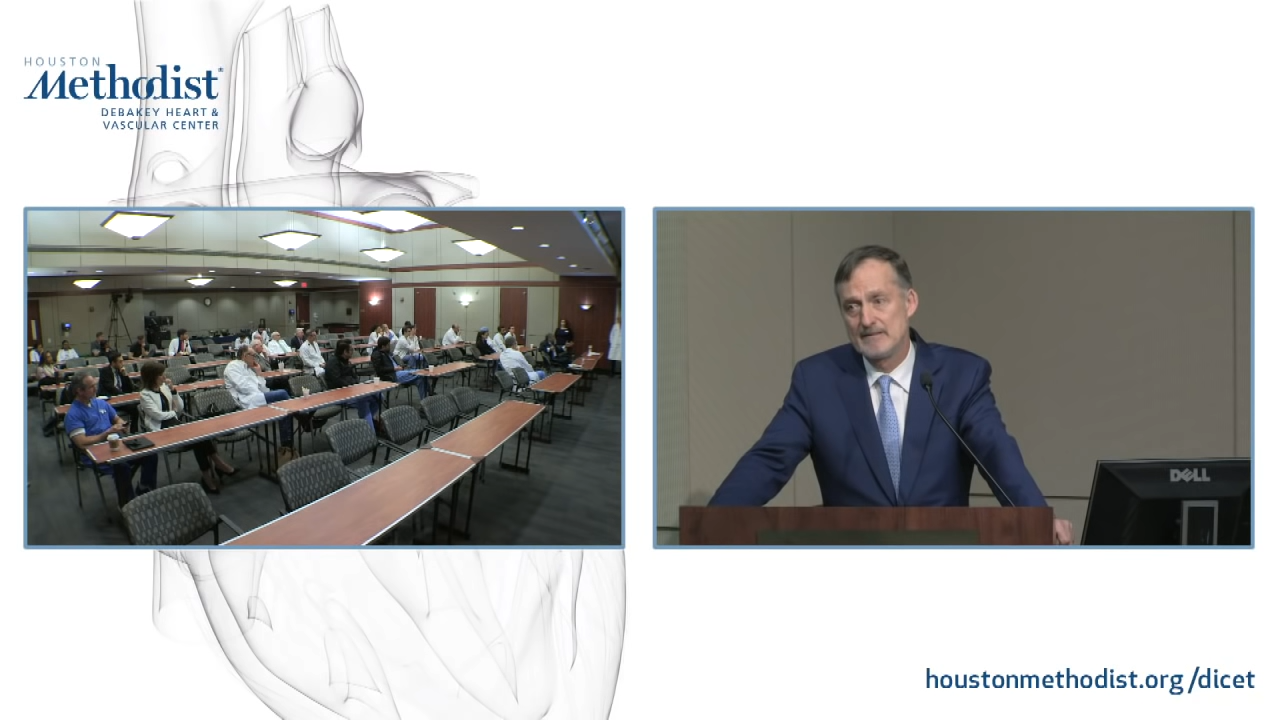 HOUSTON
Methodist
DEBAKEY HEART &
VASCULAR CENTER
DELL
houstonmethodist.org/dicet